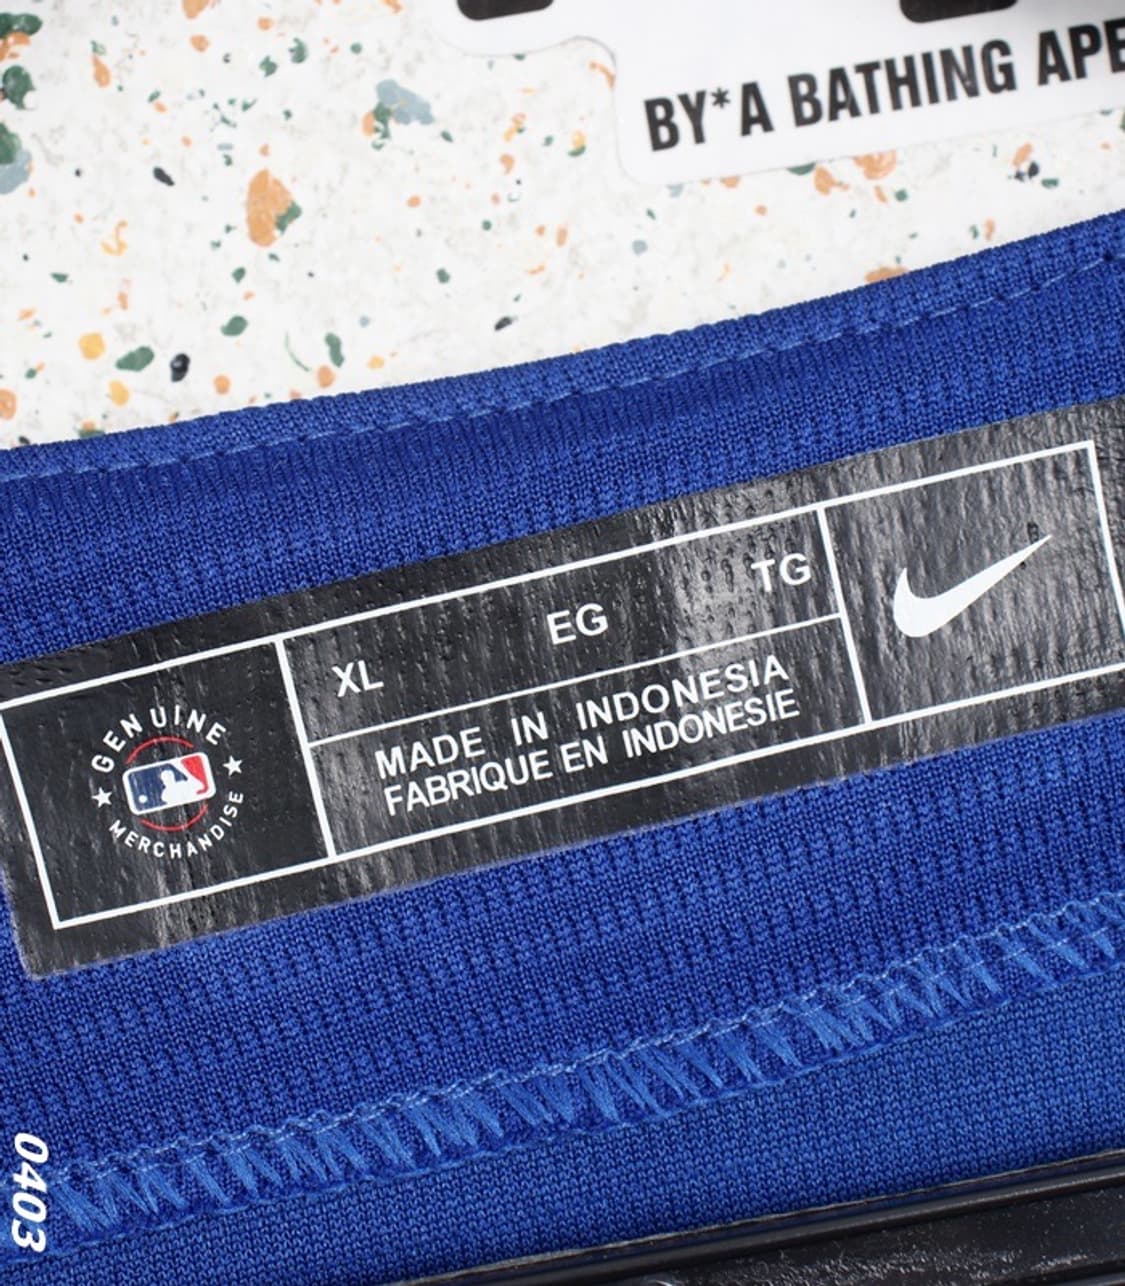 BY*A BATHING APE
XL EG TG
MADE IN INDONESIA
FABRIQUE EN INDONESIE
GENUINE
MERCHANDISE
0403